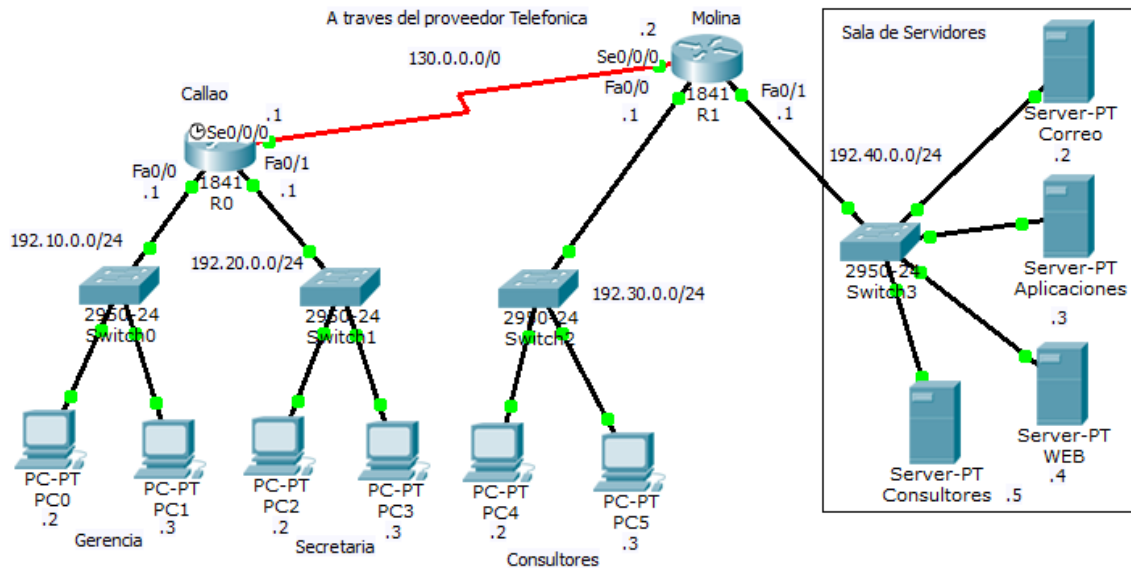 A traves del proveedor Telefonica
Molina
.2
Sala de Servidores
130.0.0.0/0
Se0/0/0
Fa0/0
Fa0/1
.1
1841
.1
R1
Server-PT
Correo
.2
Callao
.1
Se0/0/0
Fa0/0
Fa0/1
.1
1841
.1
R0
192.40.0.0/24
192.10.0.0/24
192.20.0.0/24
192.30.0.0/24
2950-24
Switch0
2950-24
Switch1
2950-24
Switch2
2950-24
Switch3
Server-PT
Aplicaciones
.3
Server-PT
WEB
.4
Server-PT
Consultores .5
PC-PT
PC0
.2
PC-PT
PC1
.3
PC-PT
PC2
.2
PC-PT
PC3
.3
PC-PT
PC4
.2
PC-PT
PC5
.3
Gerencia
Secretaria
Consultores